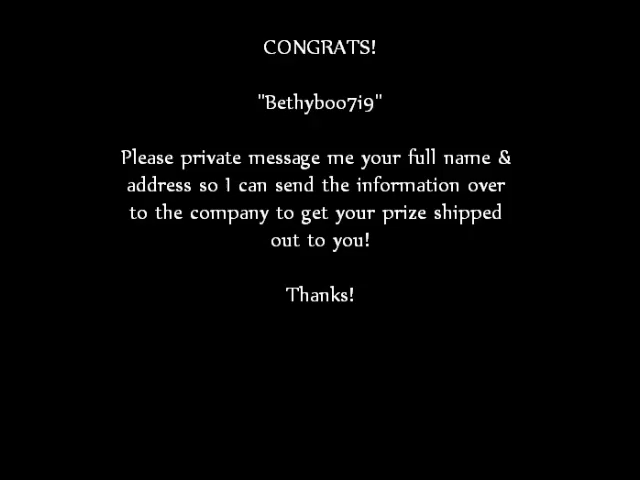 CONGRATS!
"Bethyboo7i9"
Please private message me your full name &
address so I can send the information over
to the company to get your prize shipped
out to you!
Thanks!